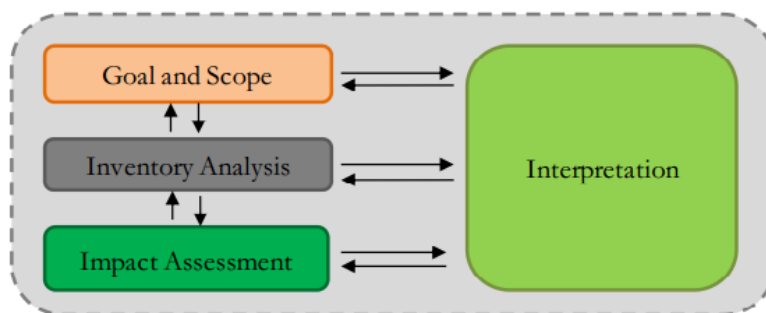 Goal and Scope
Inventory Analysis
Interpretation
Impact Assessment